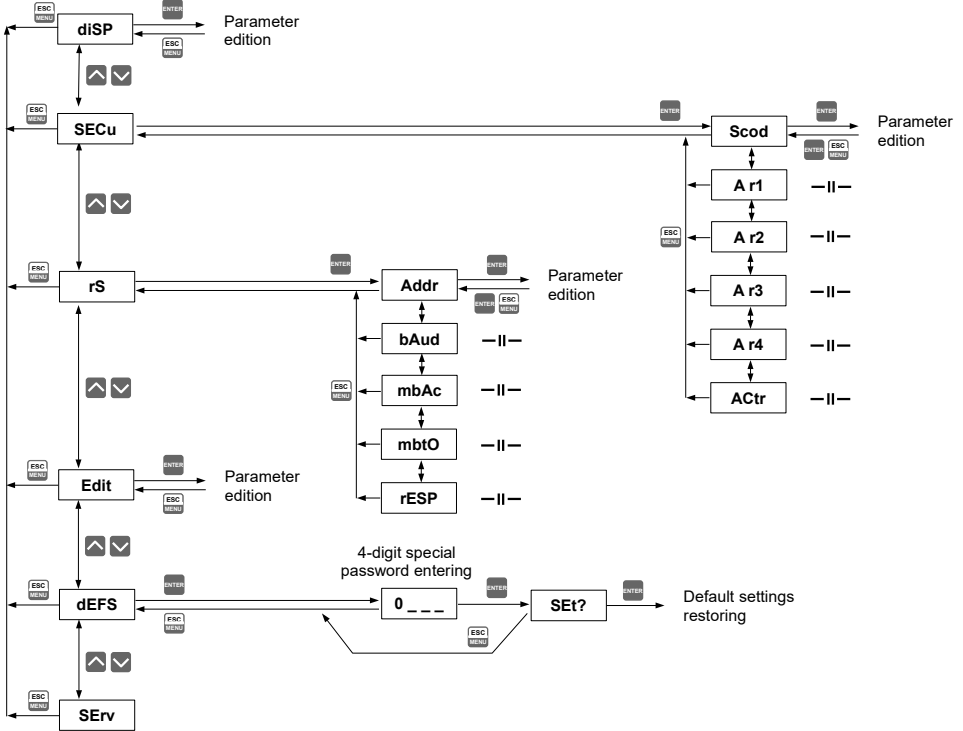 ESC
MENU
diSP
ENTER
ESC
MENU
Parameter
edition
ESC
MENU
SECu
ENTER
Scod
ENTER
ENTER
ESC
MENU
Parameter
edition
A r1
—II—
ESC
MENU
A r2
—II—
A r3
—II—
A r4
—II—
ACtr
—II—
ESC
MENU
rS
ENTER
Addr
ENTER
ENTER
ESC
MENU
Parameter
edition
bAud
—II—
ESC
MENU
mbAc
—II—
mbtO
—II—
rESP
—II—
ESC
MENU
Edit
ENTER
ESC
MENU
Parameter
edition
ESC
MENU
dEFS
ENTER
ESC
MENU
4-digit special
password entering
0 _ _ _
ENTER
ESC
MENU
SEt?
ENTER
Default settings
restoring
ESC
MENU
SErv